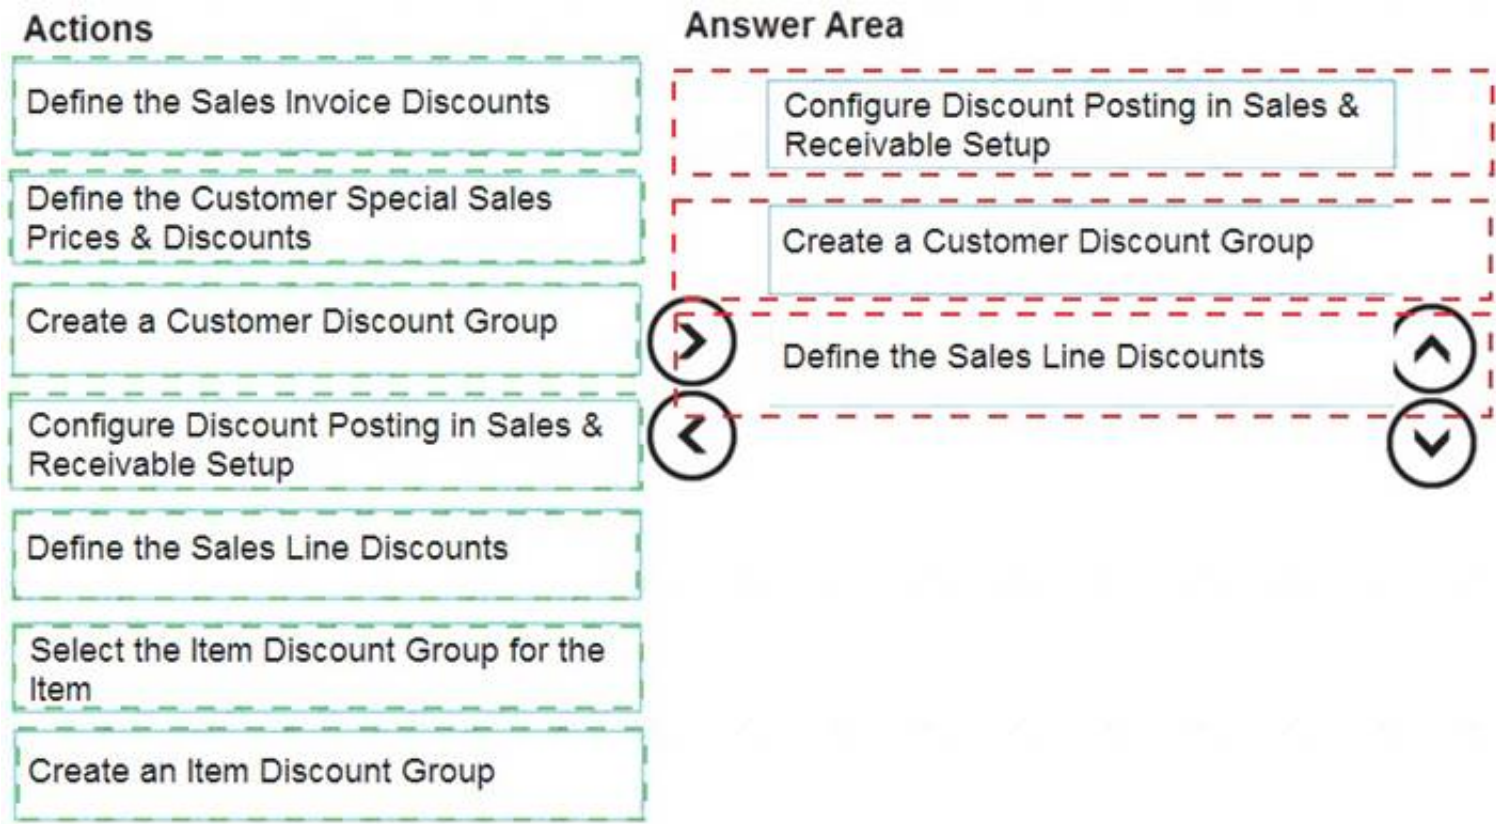 Actions
Define the Sales Invoice Discounts
Define the Customer Special Sales
Prices & Discounts
Create a Customer Discount Group
Configure Discount Posting in Sales &
Receivable Setup
Define the Sales Line Discounts
Select the Item Discount Group for the
Item
Create an Item Discount Group
Answer Area
Configure Discount Posting in Sales &
Receivable Setup
Create a Customer Discount Group
Define the Sales Line Discounts